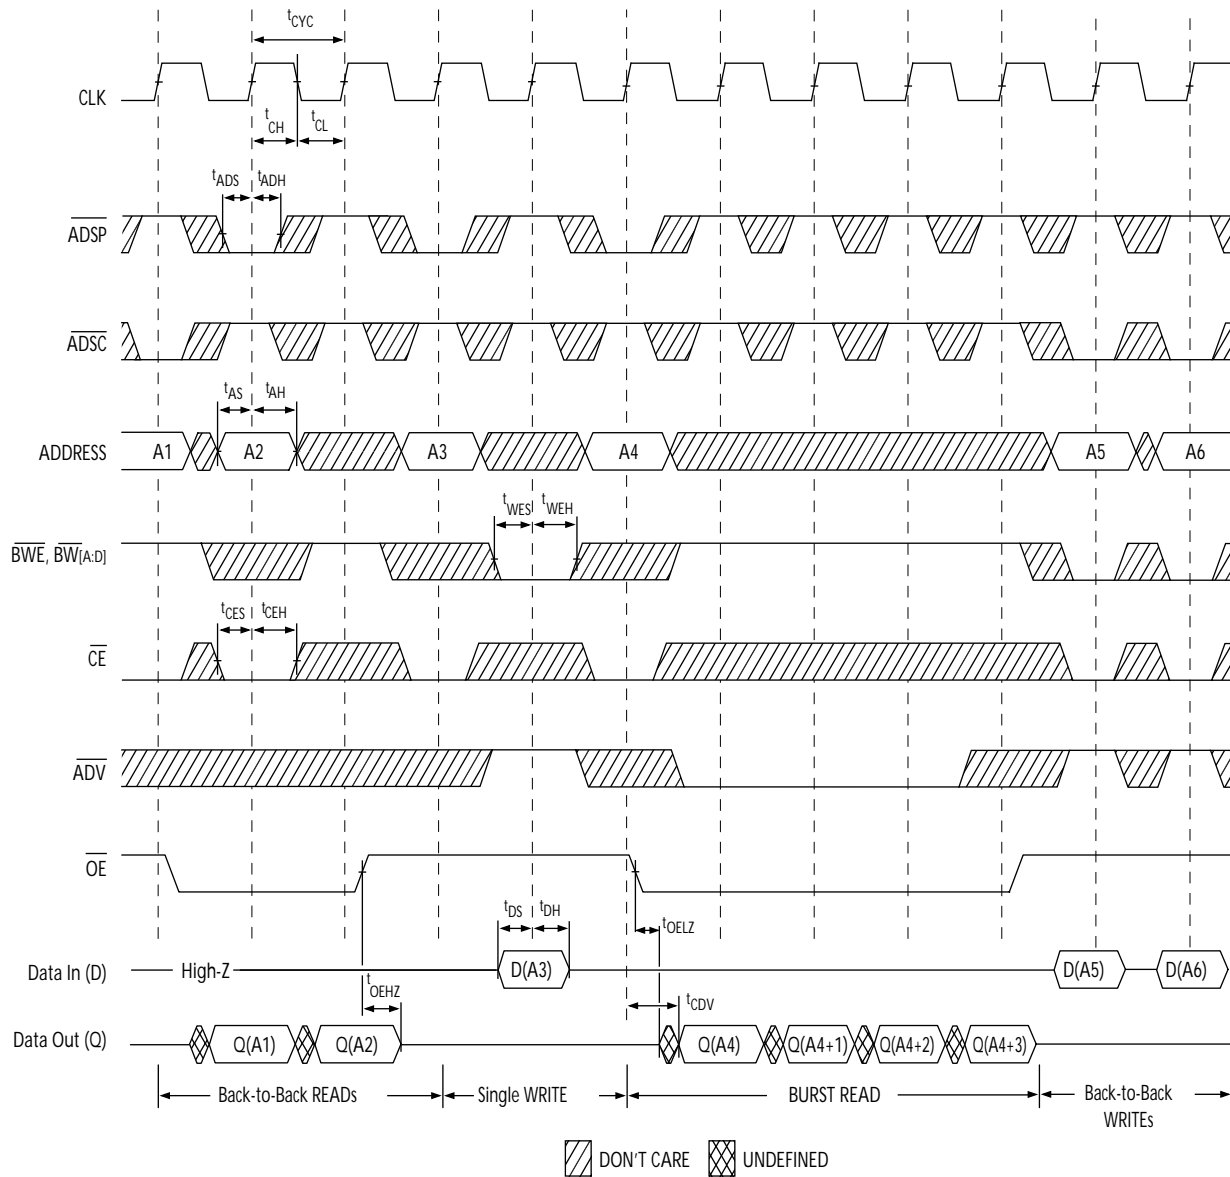 tCYC
CLK
tCH
tCL
tADS
tADH
ADSP
ADSC
tAS
tAH
ADDRESS
A1
A2
A3
A4
A5
A6
tWES
tWEH
BWE, BW[A:D]
tCES
tCEH
CE
ADV
OE
tDS
tDH
tOELZ
Data In (D)
High-Z
D(A3)
D(A5)
D(A6)
tOEHZ
tCDV
Data Out (Q)
Q(A1)
Q(A2)
Q(A4)
Q(A4+1)
Q(A4+2)
Q(A4+3)
Back-to-Back READs
Single WRITE
BURST READ
Back-to-Back
WRITEs
DON'T CARE
UNDEFINED